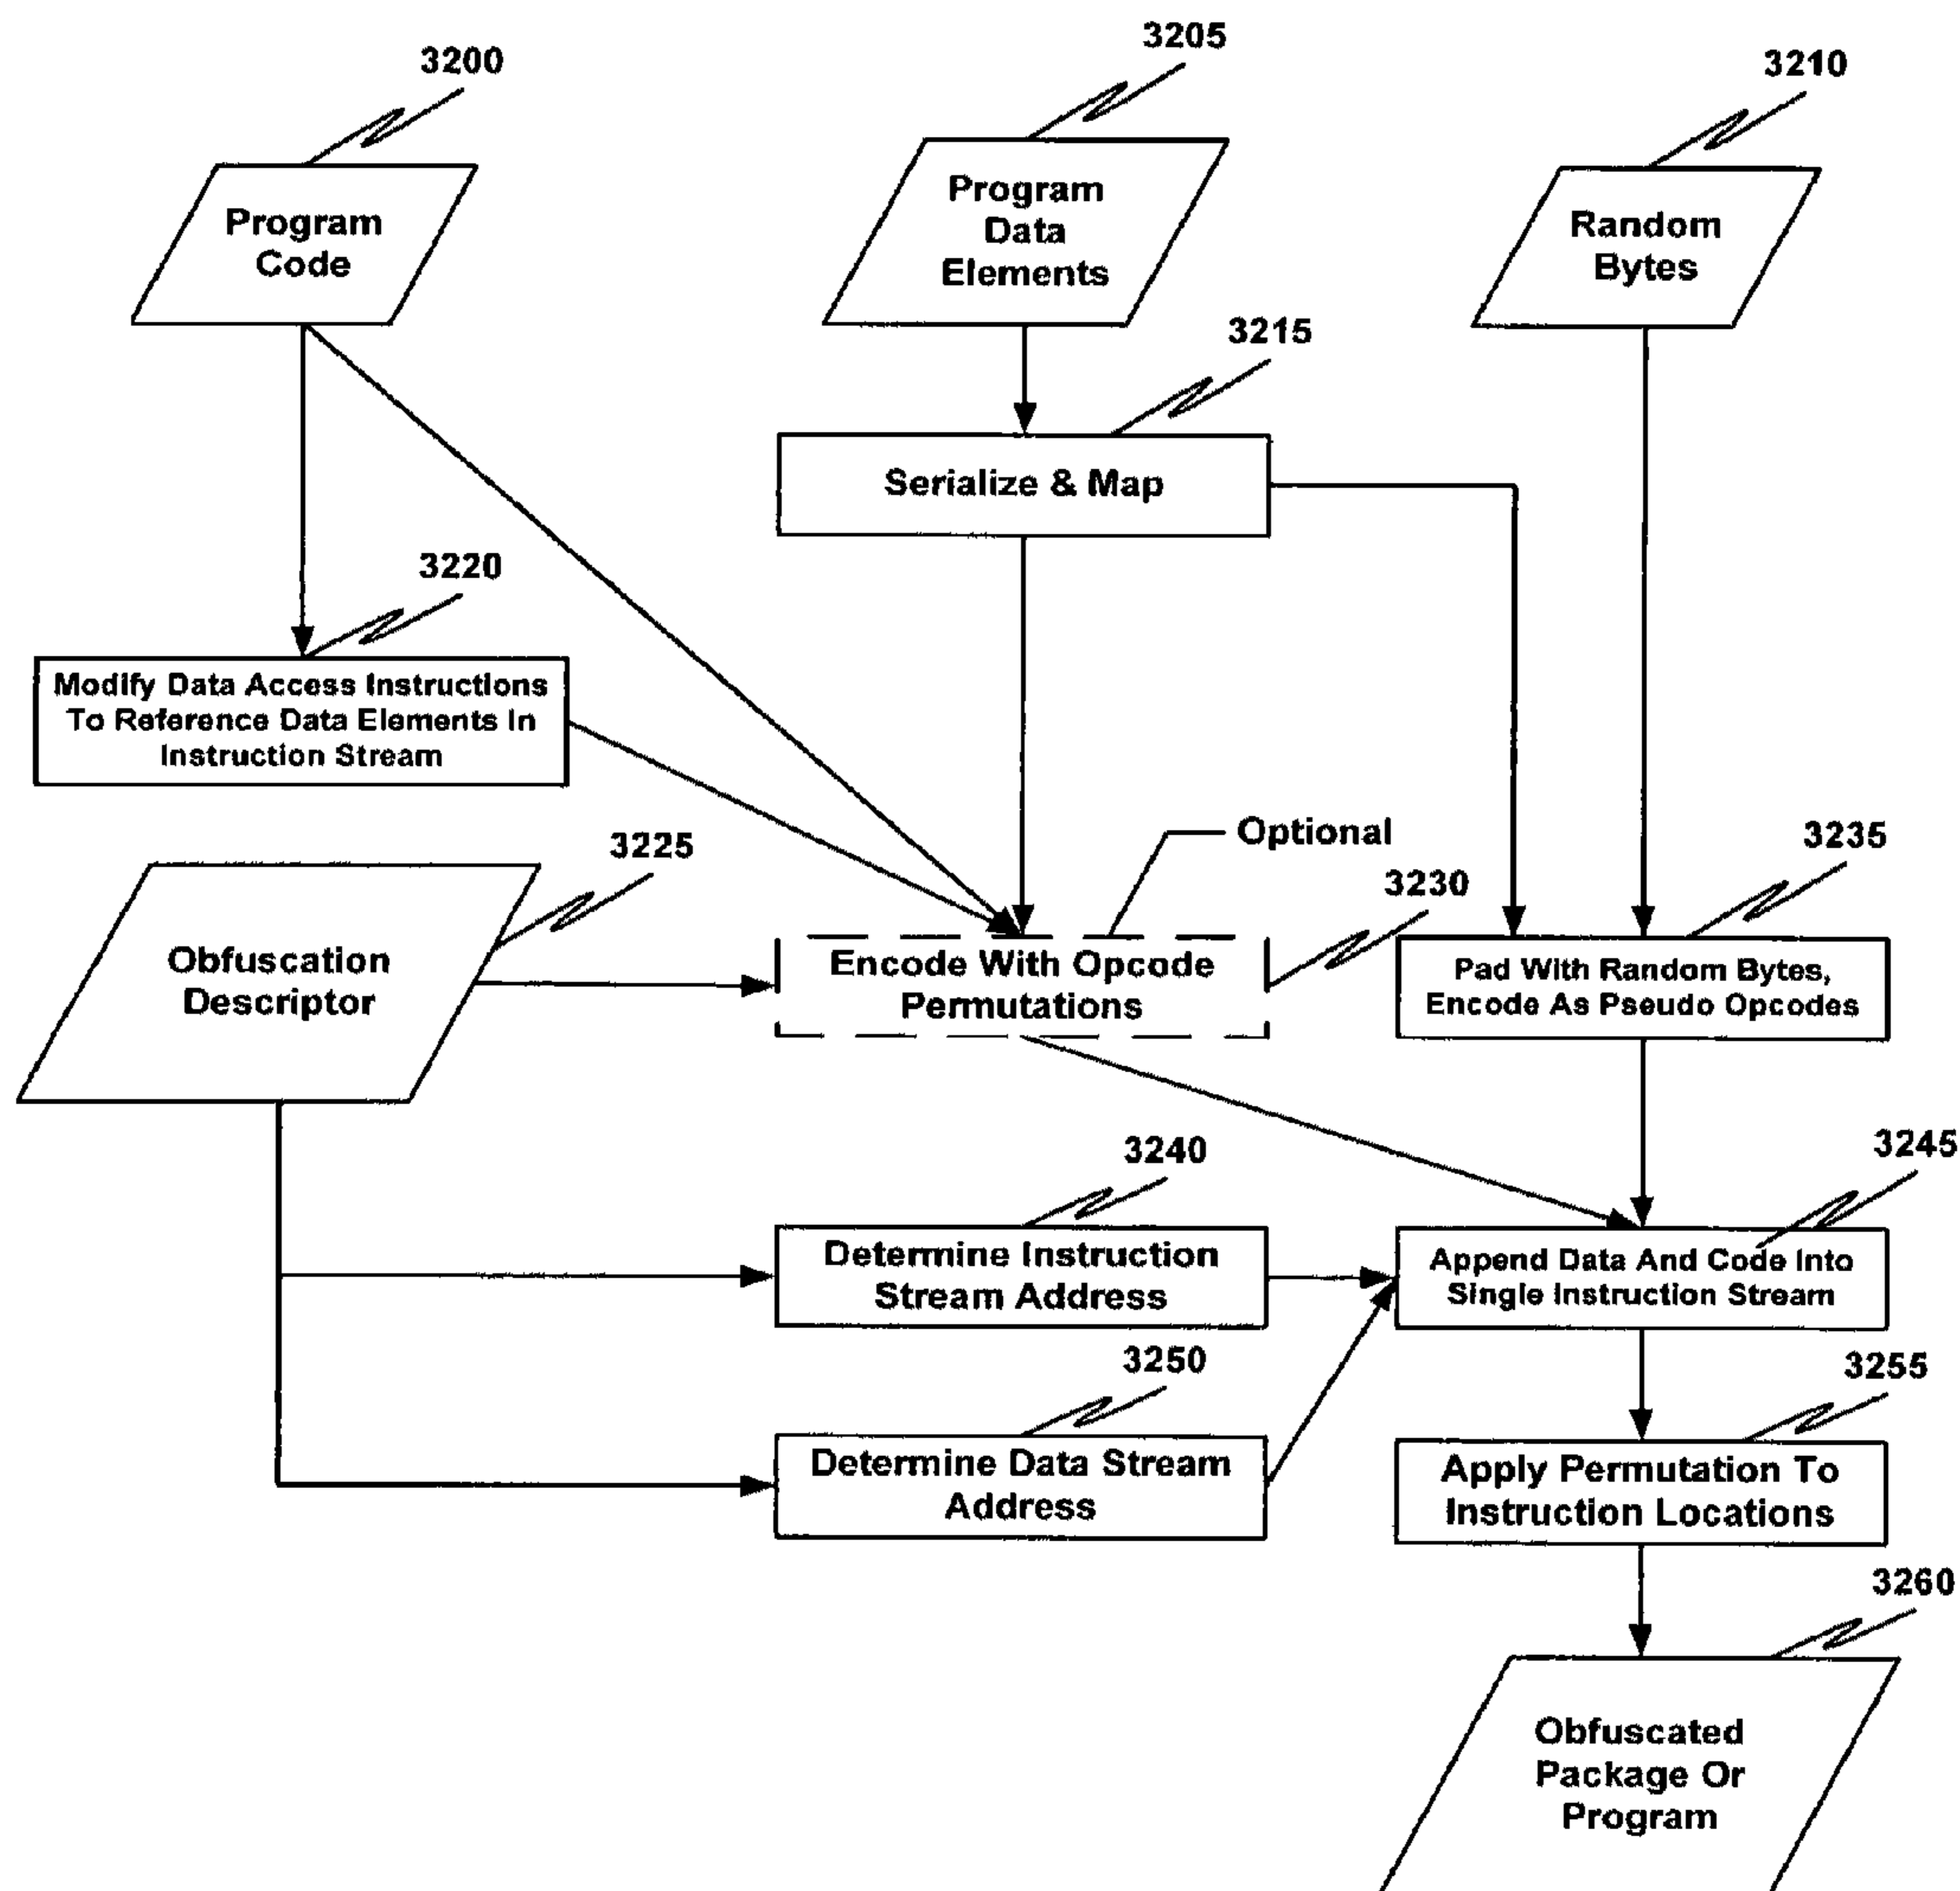 3200
3205
3210
Program
Code
Program
Data
Elements
Random
Bytes
3215
Serialize & Map
3220
Modify Data Access Instructions
To Reference Data Elements In
Instruction Stream
3225
Optional
3235
3230
Obfuscation
Descriptor
Encode With Opcode
Permutations
Pad With Random Bytes,
Encode As Pseudo Opcodes
3240
3245
Determine Instruction
Stream Address
Append Data And Code Into
Single Instruction Stream
3250
3255
Determine Data Stream
Address
Apply Permutation To
Instruction Locations
3260
Obfuscated
Package Or
Program